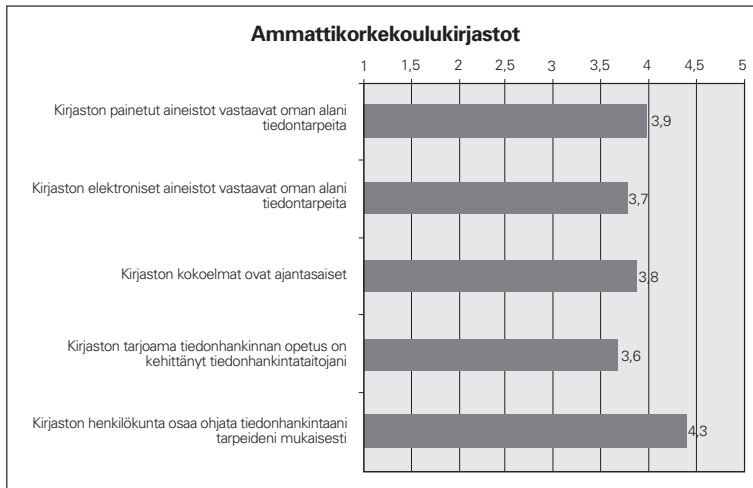 Ammattikorkekoulukirjastot
1 1,5 2 2,5 3 3,5 4 4,5 5
Kirjaston painetut aineistot vastaavat oman alani
tiedontarpeita
3,9
Kirjaston elektroniset aineistot vastaavat oman alani
tiedontarpeita
3,7
Kirjaston kokoelmat ovat ajantasaiset
3,8
Kirjaston tarjoama tiedonhankinnan opetus on
kehittänyt tiedonhankintataitojani
3,6
Kirjaston henkilökunta osaa ohjata tiedonhankintaani
tarpeideni mukaisesti
4,3